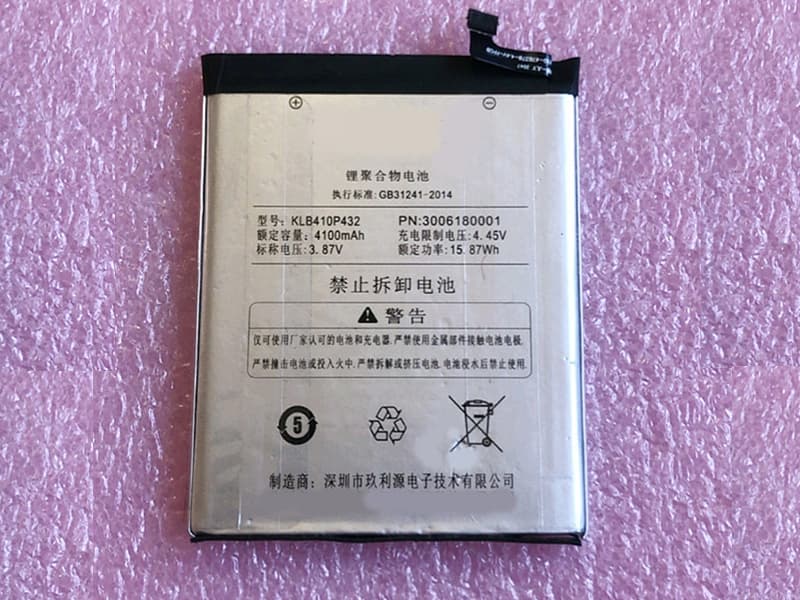 锂聚合物电池
执行标准: GB31241-2014
型号: KLB410P432 PN:3006180001
额定容量: 4100mAh 充电限制电压: 4.45V
标称电压: 3.87V 额定功率: 15.87Wh
禁止拆卸电池
警告
仅可使用厂家认可的电池和充电器.严禁使用金属部件接触电池电极.
严禁撞击电池或投入火中.严禁拆解或挤压电池.电池浸水后禁止使用.
5
制造商: 深圳市玖利源电子技术有限公司